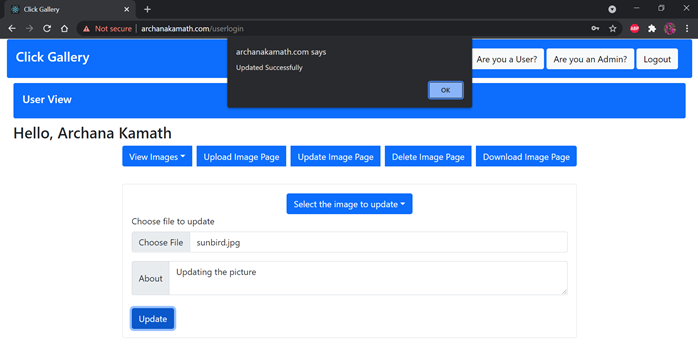 Click Gallery
Not secure | archanakamath.com/userlogin
ABP
archanakamath.com says
Updated Successfully
OK
Click Gallery
Are you a User?
Are you an Admin?
Logout
User View
Hello, Archana Kamath
View Images
Upload Image Page
Update Image Page
Delete Image Page
Download Image Page
Select the image to update
Choose file to update
Choose File
sunbird.jpg
About
Updating the picture
Update